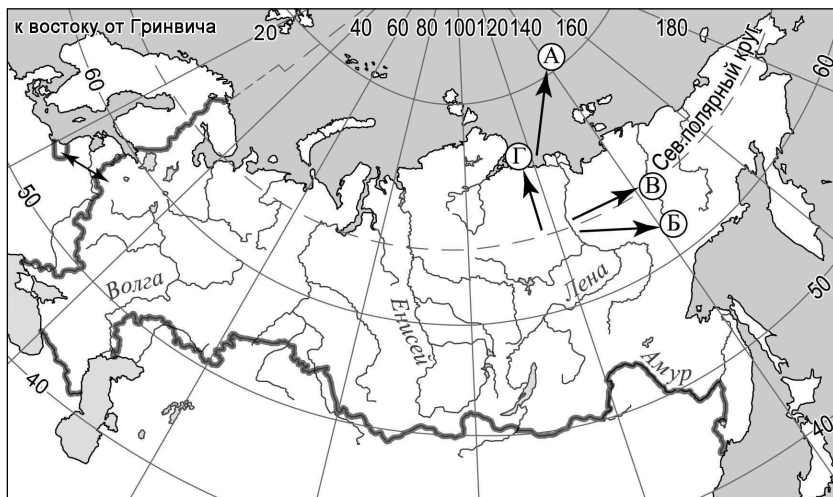 к востоку от Гринвича
20
40
60
80
100
120
140
160
180
60
60
А
Сев.полярный круг
Г
В
Б
50
50
Волга
Енисей
Лена
Амур
40
40